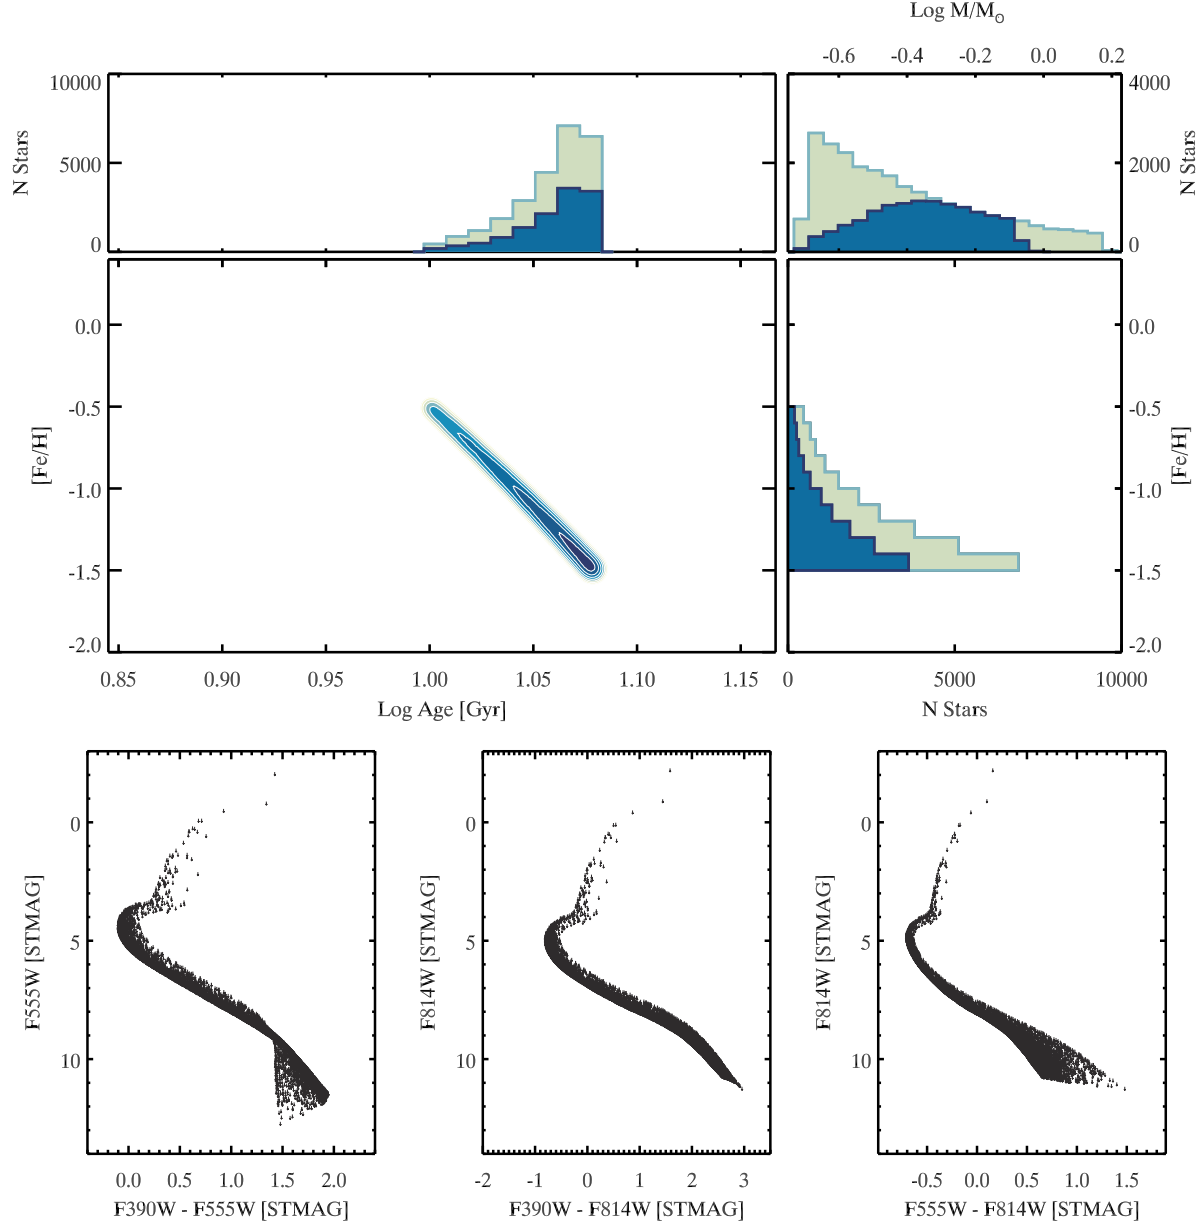 Log M/M☉
-0.6 -0.4 -0.2 0.0 0.2
10000 4000
N Stars 5000 2000 N Stars
0 0
0.0 0.0
-0.5 -0.5
[Fe/H] -1.0 -1.0 [Fe/H]
-1.5 -1.5
-2.0 -2.0
0.85 0.90 0.95 1.00 1.05 1.10 1.15 0 5000 10000
Log Age [Gyr] N Stars
F555W [STMAG]
0
5
10
0.0 0.5 1.0 1.5 2.0
F390W - F555W [STMAG]
F814W [STMAG]
0
5
10
-2 -1 0 1 2 3
F390W - F814W [STMAG]
F814W [STMAG]
0
5
10
-0.5 0.0 0.5 1.0 1.5
F555W - F814W [STMAG]